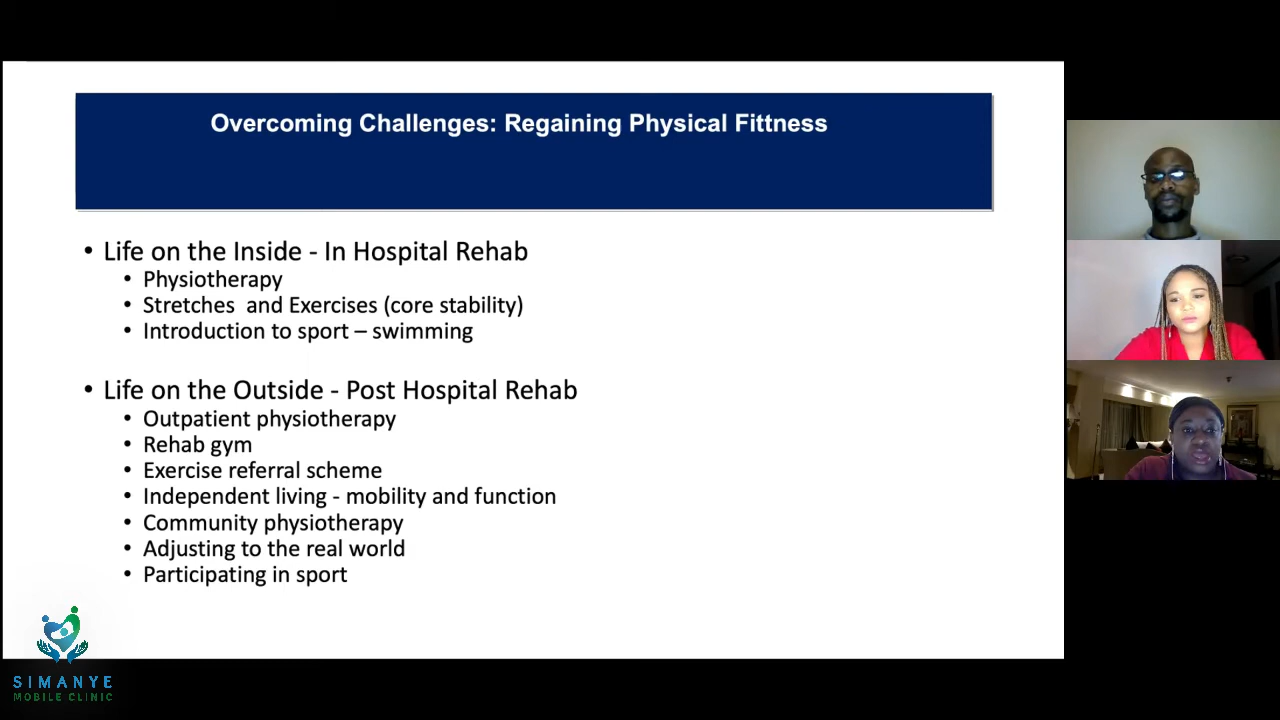 Overcoming Challenges: Regaining Physical Fittness
• Life on the Inside - In Hospital Rehab
• Physiotherapy
• Stretches and Exercises (core stability)
• Introduction to sport – swimming
• Life on the Outside - Post Hospital Rehab
• Outpatient physiotherapy
• Rehab gym
• Exercise referral scheme
• Independent living - mobility and function
• Community physiotherapy
• Adjusting to the real world
• Participating in sport
SIMANYE
MOBILE CLINIC